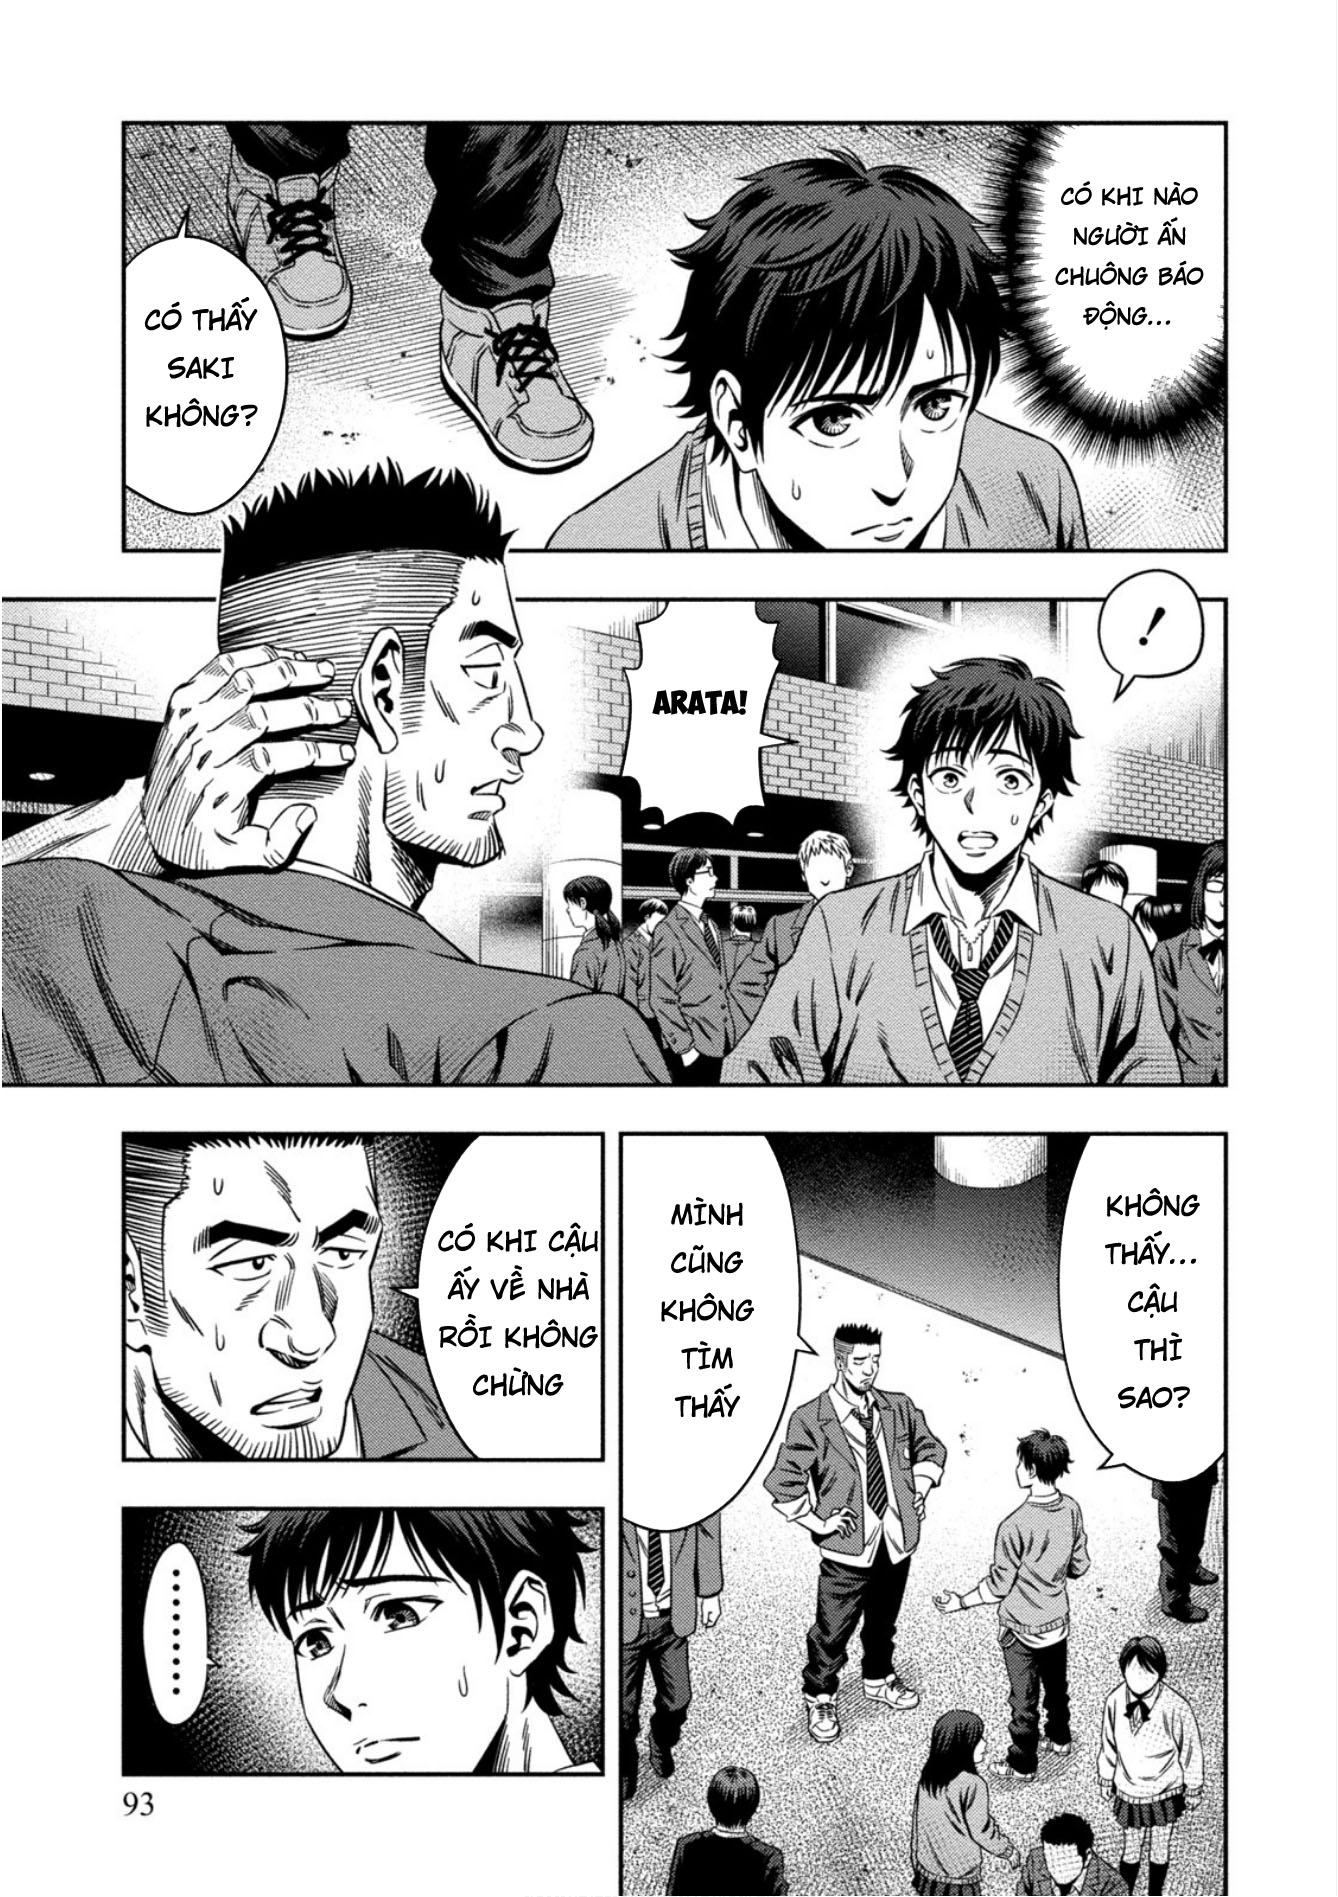 CÓ KHI NÀO
NGƯỜI ẤN
CHUÔNG BÁO
ĐỘNG...
CÓ THẤY
SAKI
KHÔNG?
!
ARATA!
KHÔNG
THẤY...
CẬU
THÌ
SAO?
MÌNH
CŨNG
KHÔNG
TÌM
THẤY
CÓ KHI CẬU
ẤY VỀ NHÀ
RỒI KHÔNG
CHỪNG
.........
93